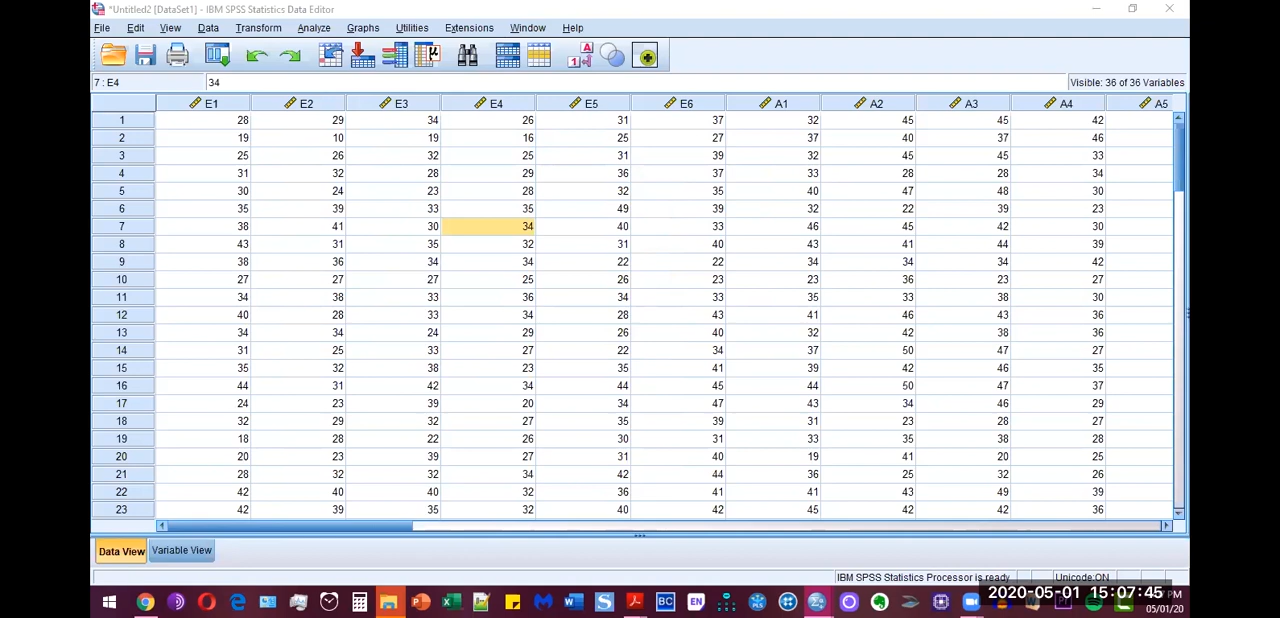 *Untitled2 [DataSet1] - IBM SPSS Statistics Data Editor
File Edit View Data Transform Analyze Graphs Utilities Extensions Window Help
7 : E4 34 Visible: 36 of 36 Variables
E1 E2 E3 E4 E5 E6 A1 A2 A3 A4 A5
1 28 29 34 26 31 37 32 45 45 42
2 19 10 19 16 25 27 37 40 37 46
3 25 26 32 25 31 39 32 45 45 33
4 31 32 28 29 36 37 33 28 28 34
5 30 24 23 28 32 35 40 47 48 30
6 35 39 33 35 49 39 32 22 39 23
7 38 41 30 34 40 33 46 45 42 30
8 43 31 35 32 31 40 43 41 44 39
9 38 36 34 34 22 22 34 34 34 42
10 27 27 27 25 26 23 23 36 23 27
11 34 38 33 36 34 33 35 33 38 30
12 40 28 33 34 28 43 41 46 43 36
13 34 34 24 29 26 40 32 42 38 36
14 31 25 33 27 22 34 37 50 47 27
15 35 32 38 23 35 41 39 42 46 35
16 44 31 42 34 44 45 44 50 47 37
17 24 23 39 20 34 47 43 34 46 29
18 32 29 32 27 35 39 31 23 28 27
19 18 28 22 26 30 31 33 35 38 28
20 20 23 39 27 31 40 19 41 20 25
21 28 32 32 34 42 44 36 25 32 26
22 42 40 40 32 36 41 41 43 49 39
23 42 39 35 32 40 42 45 42 42 36
Data View Variable View
IBM SPSS Statistics Processor is ready Unicode:ON
2020-05-01 15:07:45 PM
05/01/20